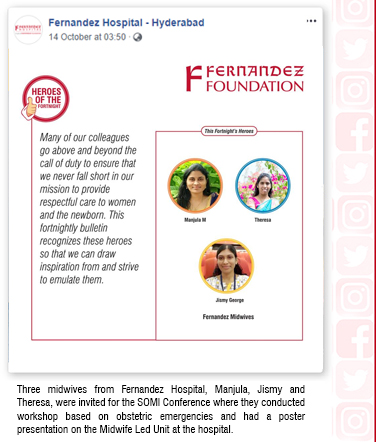 Fernandez Hospital - Hyderabad
14 October at 03:50
FERNANDEZ
FOUNDATION
HEROES
OF THE
FORTNIGHT
Many of our colleagues
go above and beyond the
call of duty to ensure that
we never fall short in our
mission to provide
respectful care to women
and the newborn. This
fortnightly bulletin
recognizes these heroes
so that we can draw
inspiration from and strive
to emulate them.
This Fortnight's Heroes
Manjula M
Theresa
Jismy George
Fernandez Midwives
Three midwives from Fernandez Hospital, Manjula, Jismy and
Theresa, were invited for the SOMI Conference where they conducted
workshop based on obstetric emergencies and had a poster
presentation on the Midwife Led Unit at the hospital.